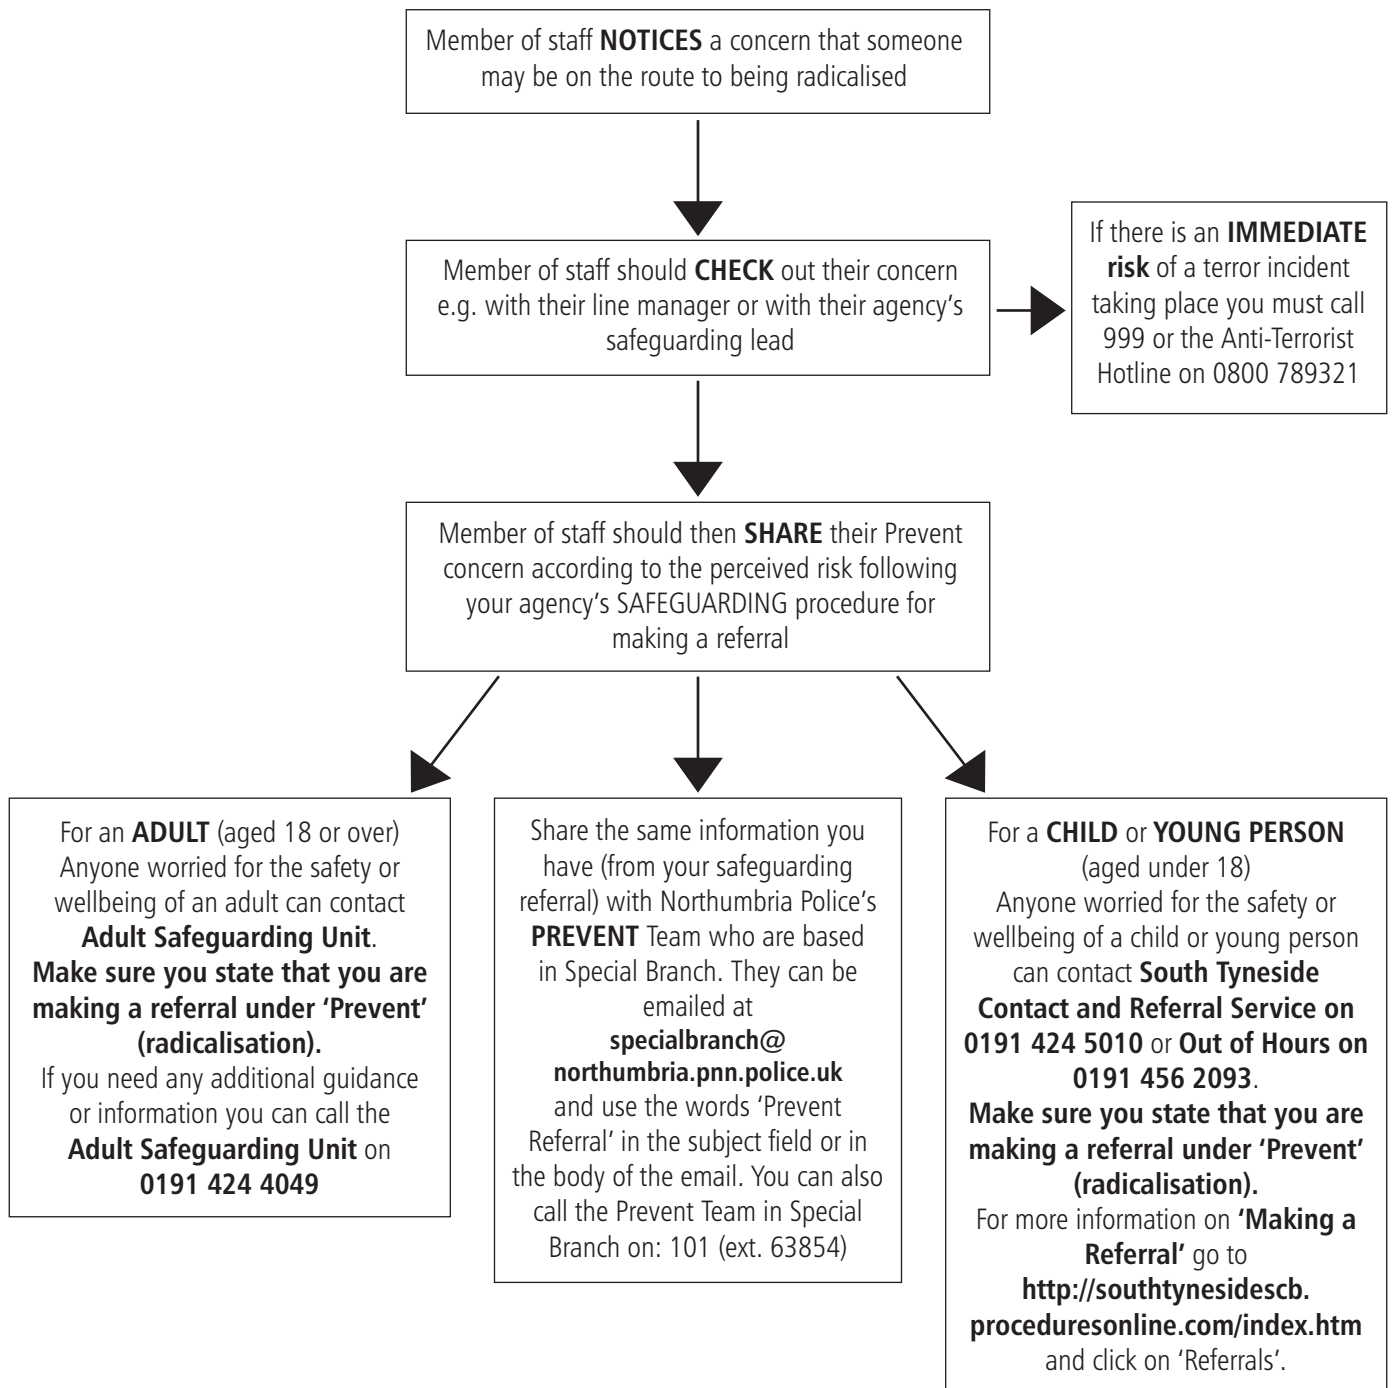 Member of staff NOTICES a concern that someone
may be on the route to being radicalised
Member of staff should CHECK out their concern
e.g. with their line manager or with their agency's
safeguarding lead
If there is an IMMEDIATE
risk of a terror incident
taking place you must call
999 or the Anti-Terrorist
Hotline on 0800 789321
Member of staff should then SHARE their Prevent
concern according to the perceived risk following
your agency's SAFEGUARDING procedure for
making a referral
For an ADULT (aged 18 or over)
Anyone worried for the safety or
wellbeing of an adult can contact
Adult Safeguarding Unit.
Make sure you state that you are
making a referral under 'Prevent'
(radicalisation).
If you need any additional guidance
or information you can call the
Adult Safeguarding Unit on
0191 424 4049
Share the same information you
have (from your safeguarding
referral) with Northumbria Police's
PREVENT Team who are based
in Special Branch. They can be
emailed at
specialbranch@
northumbria.pnn.police.uk
and use the words 'Prevent
Referral' in the subject field or in
the body of the email. You can also
call the Prevent Team in Special
Branch on: 101 (ext. 63854)
For a CHILD or YOUNG PERSON
(aged under 18)
Anyone worried for the safety or
wellbeing of a child or young person
can contact South Tyneside
Contact and Referral Service on
0191 424 5010 or Out of Hours on
0191 456 2093.
Make sure you state that you are
making a referral under 'Prevent'
(radicalisation).
For more information on 'Making a
Referral' go to
http://southtynesidescb.
proceduresonline.com/index.htm
and click on 'Referrals'.